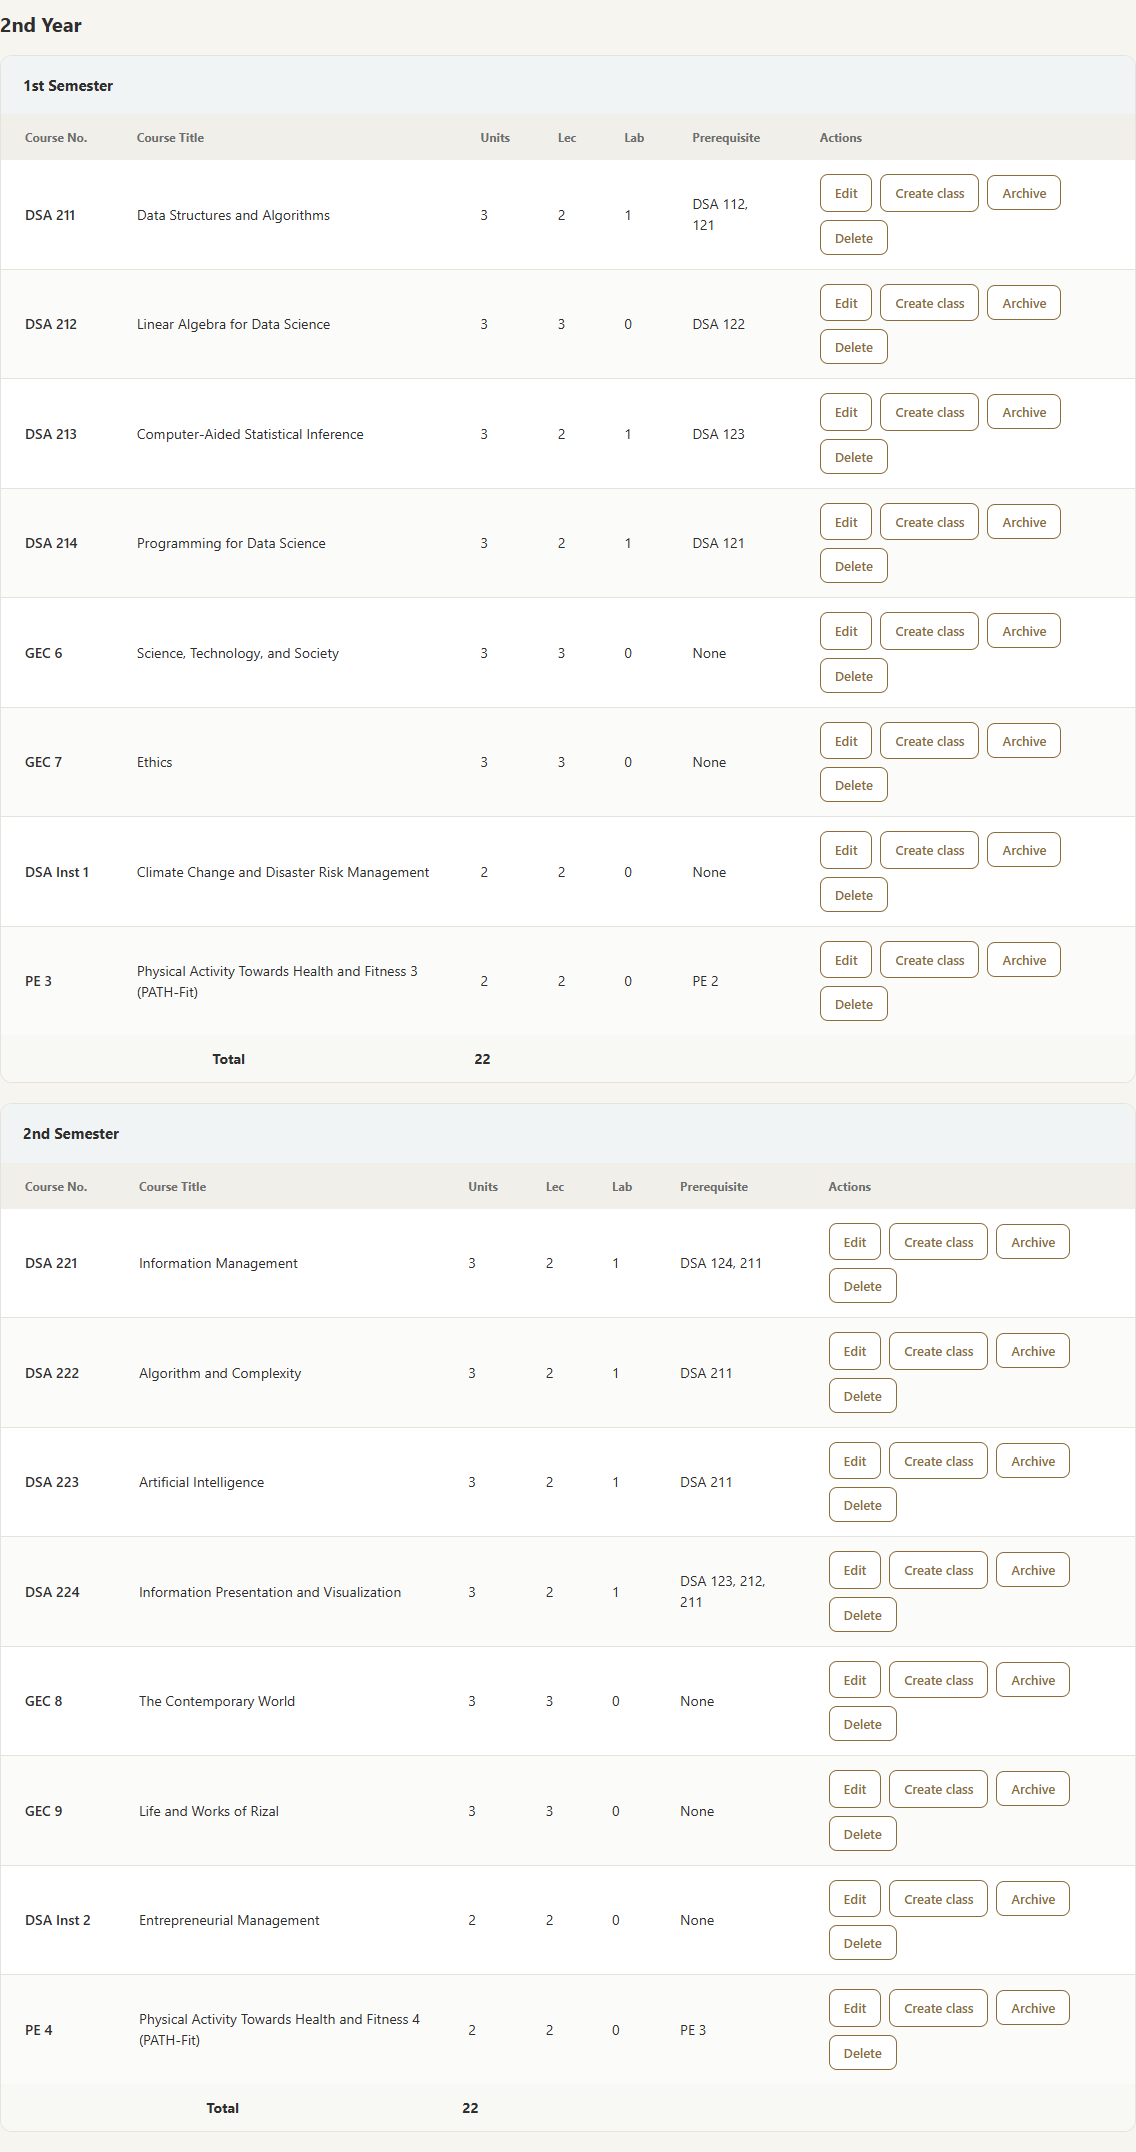 2nd Year
1st Semester
Course No. Course Title Units Lec Lab Prerequisite Actions
DSA 211 Data Structures and Algorithms 3 2 1 DSA 112, 121 Edit Create class Archive
Delete
DSA 212 Linear Algebra for Data Science 3 3 0 DSA 122 Edit Create class Archive
Delete
DSA 213 Computer-Aided Statistical Inference 3 2 1 DSA 123 Edit Create class Archive
Delete
DSA 214 Programming for Data Science 3 2 1 DSA 121 Edit Create class Archive
Delete
GEC 6 Science, Technology, and Society 3 3 0 None Edit Create class Archive
Delete
GEC 7 Ethics 3 3 0 None Edit Create class Archive
Delete
DSA Inst 1 Climate Change and Disaster Risk Management 2 2 0 None Edit Create class Archive
Delete
PE 3 Physical Activity Towards Health and Fitness 3 (PATH-Fit) 2 2 0 PE 2 Edit Create class Archive
Delete
Total 22
2nd Semester
Course No. Course Title Units Lec Lab Prerequisite Actions
DSA 221 Information Management 3 2 1 DSA 124, 211 Edit Create class Archive
Delete
DSA 222 Algorithm and Complexity 3 2 1 DSA 211 Edit Create class Archive
Delete
DSA 223 Artificial Intelligence 3 2 1 DSA 211 Edit Create class Archive
Delete
DSA 224 Information Presentation and Visualization 3 2 1 DSA 123, 212, 211 Edit Create class Archive
Delete
GEC 8 The Contemporary World 3 3 0 None Edit Create class Archive
Delete
GEC 9 Life and Works of Rizal 3 3 0 None Edit Create class Archive
Delete
DSA Inst 2 Entrepreneurial Management 2 2 0 None Edit Create class Archive
Delete
PE 4 Physical Activity Towards Health and Fitness 4 (PATH-Fit) 2 2 0 PE 3 Edit Create class Archive
Delete
Total 22